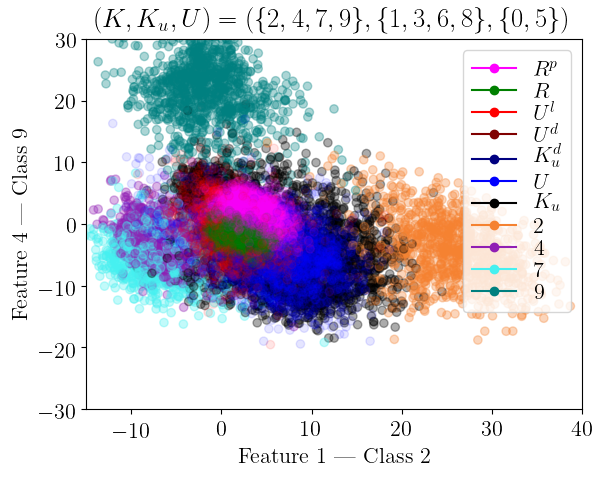 (K, K_u, U) = ({2, 4, 7, 9}, {1, 3, 6, 8}, {0, 5})
30
20
10
0
−10
−20
−30
Feature 4 — Class 9
−10
0
10
20
30
40
Feature 1 — Class 2
R^p
R
U^l
U^d
K_u^d
U
K_u
2
4
7
9